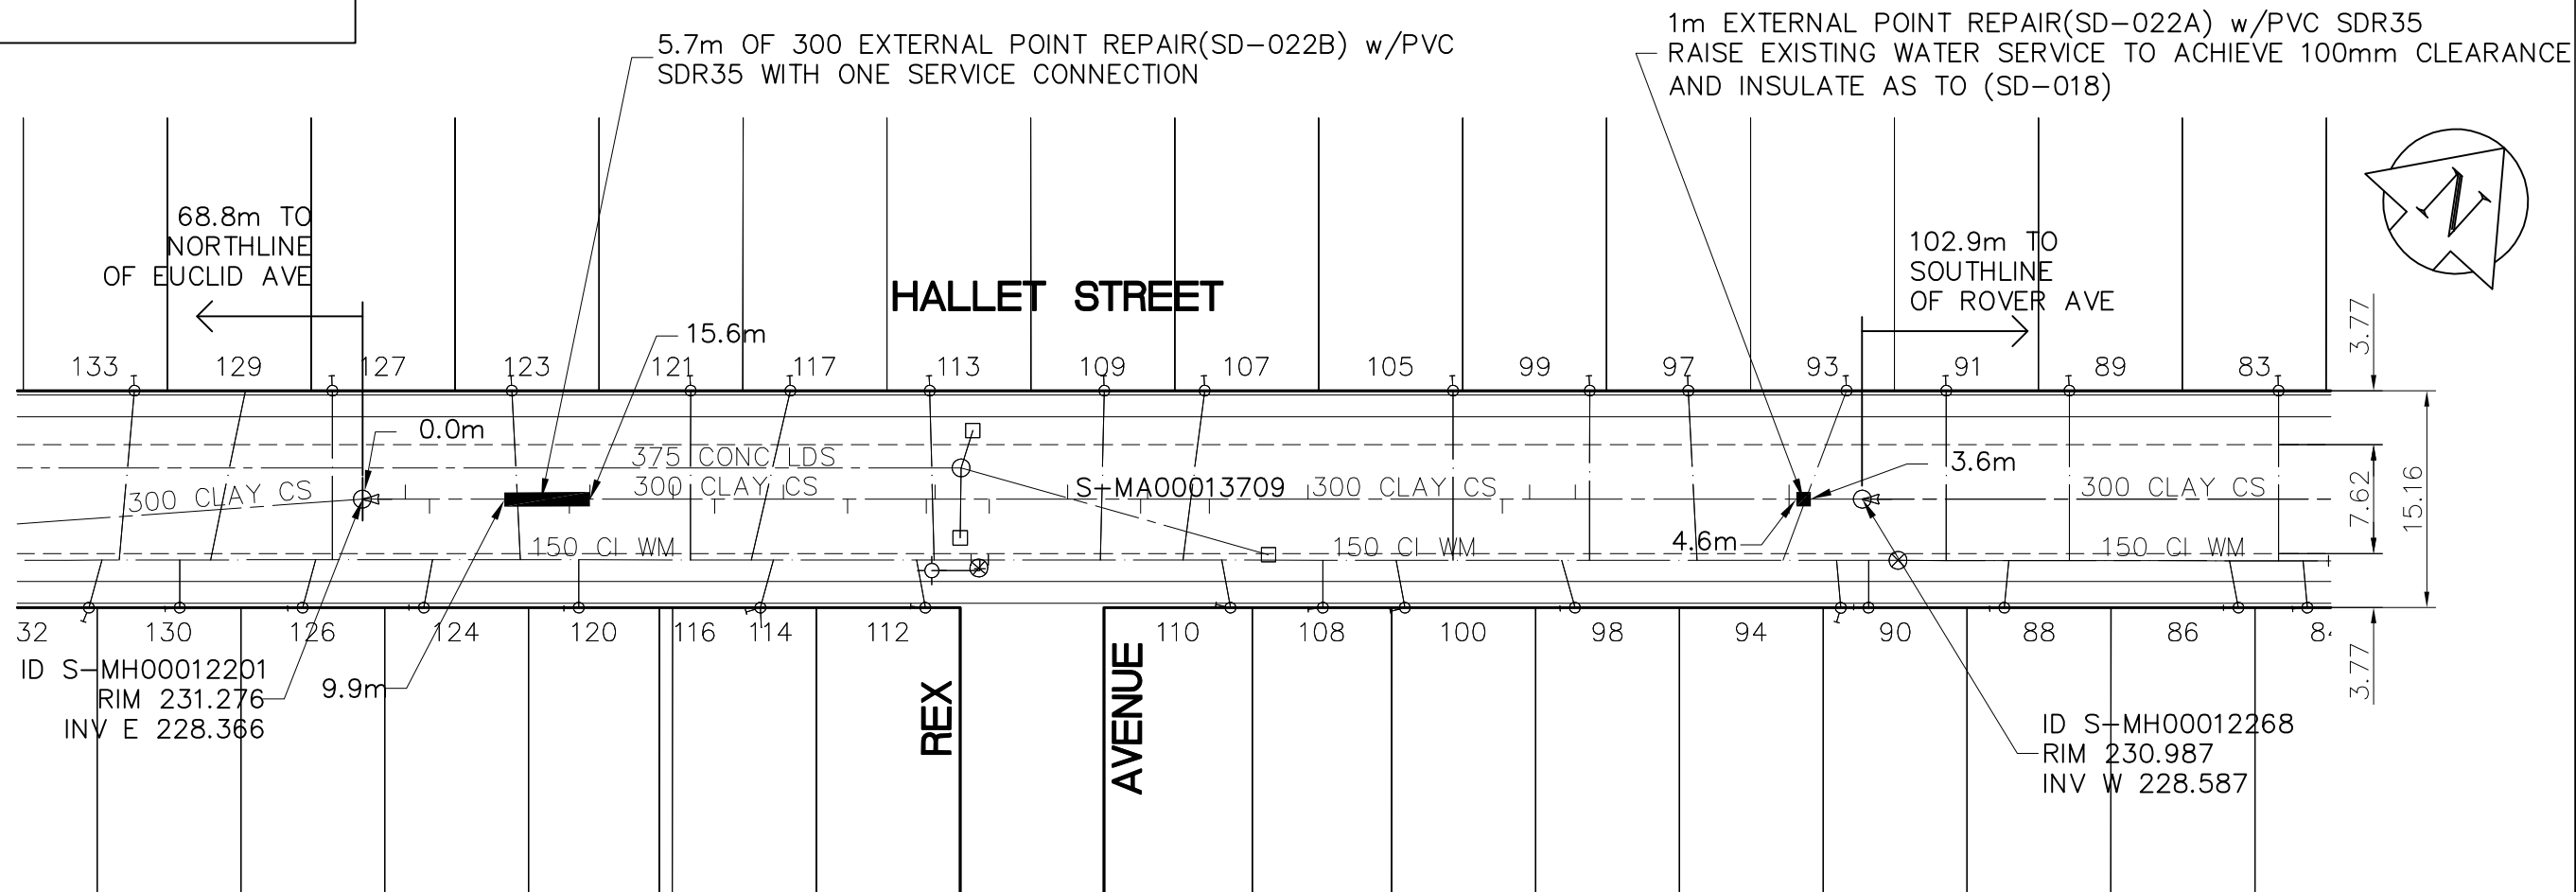 1m EXTERNAL POINT REPAIR(SD-022A) w/PVC SDR35
RAISE EXISTING WATER SERVICE TO ACHIEVE 100mm CLEARANCE
AND INSULATE AS TO (SD-018)
5.7m OF 300 EXTERNAL POINT REPAIR(SD-022B) w/PVC
SDR35 WITH ONE SERVICE CONNECTION
N
68.8m TO
NORTHLINE
OF EUCLID AVE
102.9m TO
SOUTHLINE
OF ROVER AVE
HALLET STREET
15.6m
3.77
133 129 127 123 121 117 113 109 107 105 99 97 93 91 89 83
0.0m
375 CONC LDS
3.6m
300 CLAY CS
300 CLAY CS
S-MA00013709
300 CLAY CS
300 CLAY CS
7.62
15.16
4.6m
150 CI WM
150 CI WM
150 CI WM
32 130 126 124 120 116 114 112 110 108 100 98 94 90 88 86
3.77
ID S-MH00012201
RIM 231.276
INV E 228.366
9.9m
REX
AVENUE
ID S-MH00012268
RIM 230.987
INV W 228.587